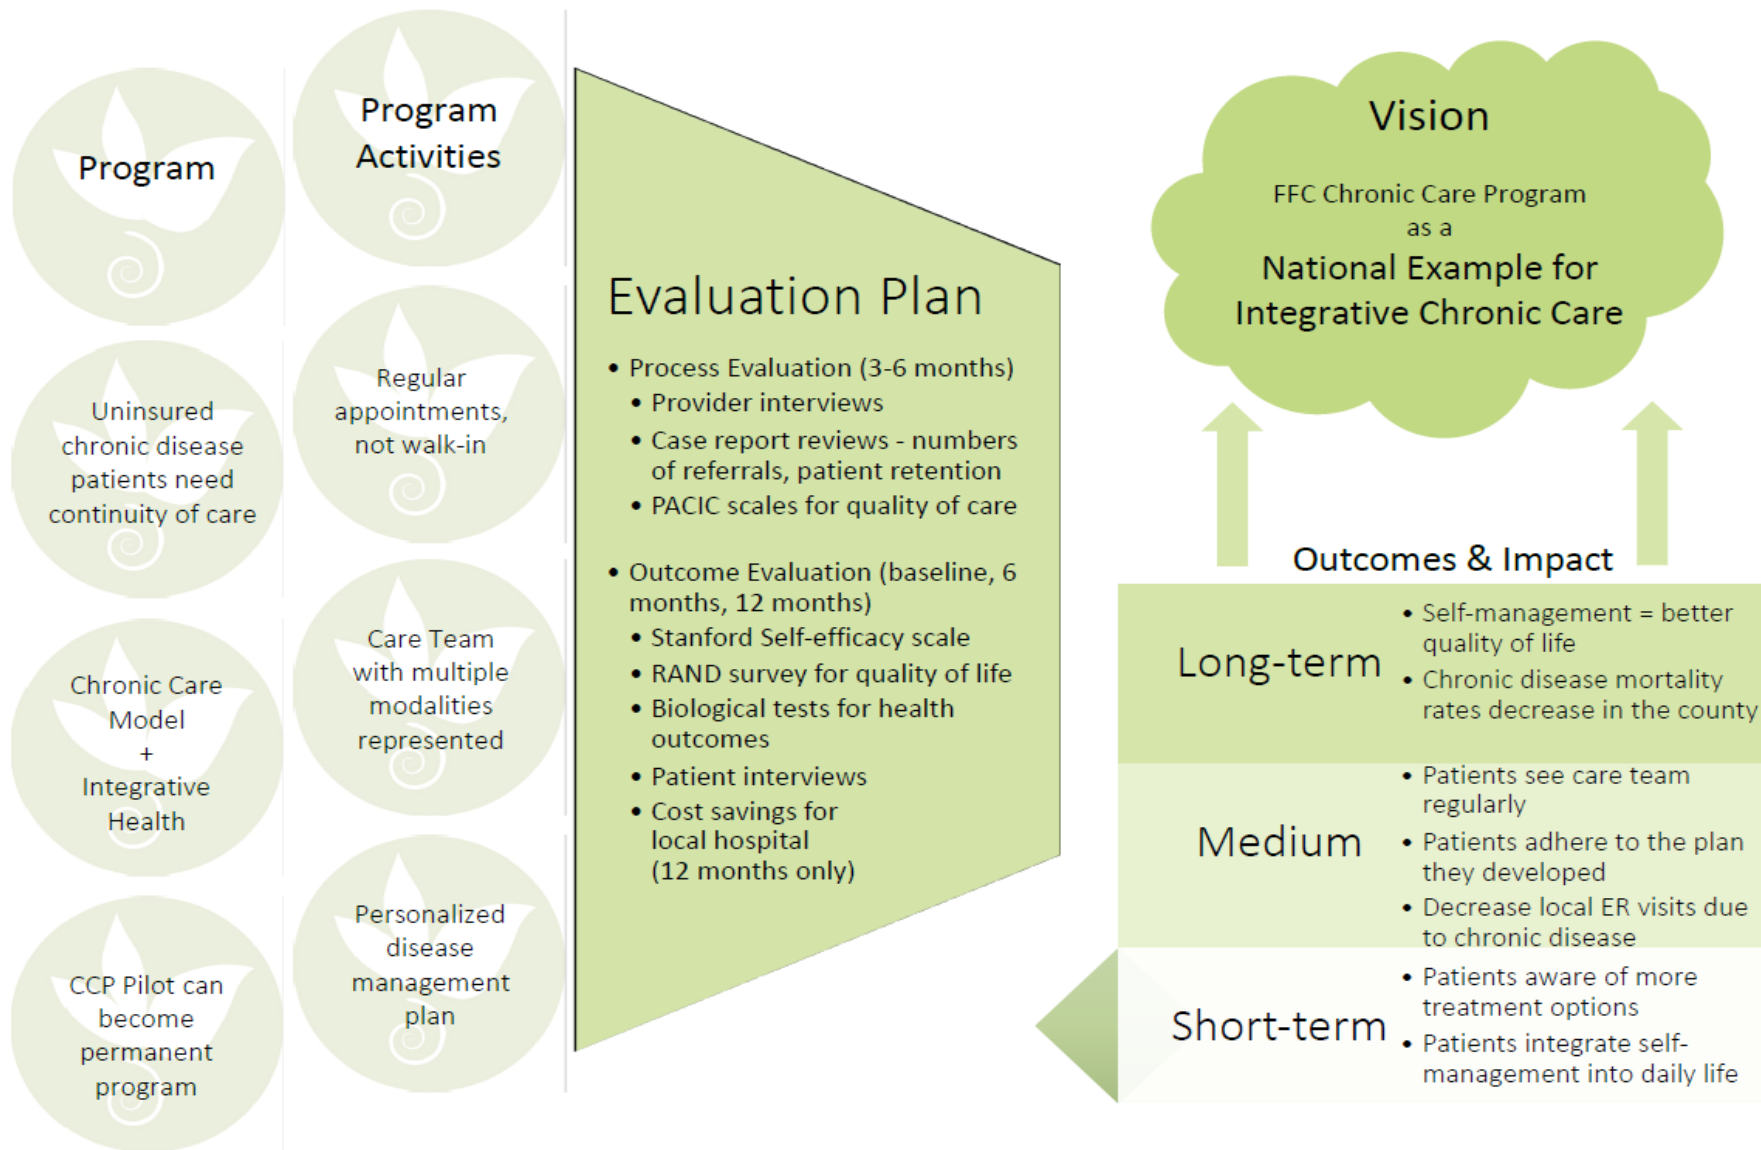 Program
Uninsured
chronic disease
patients need
continuity of care
Chronic Care
Model
+
Integrative
Health
CCP Pilot can
become
permanent
program
Program
Activities
Regular
appointments,
not walk-in
Care Team
with multiple
modalities
represented
Personalized
disease
management
plan
Evaluation Plan
• Process Evaluation (3-6 months)
• Provider interviews
• Case report reviews - numbers
of referrals, patient retention
• PACIC scales for quality of care
• Outcome Evaluation (baseline, 6
months, 12 months)
• Stanford Self-efficacy scale
• RAND survey for quality of life
• Biological tests for health
outcomes
• Patient interviews
• Cost savings for
local hospital
(12 months only)
Vision
FFC Chronic Care Program
as a
National Example for
Integrative Chronic Care
Outcomes & Impact
Long-term
• Self-management = better
quality of life
• Chronic disease mortality
rates decrease in the county
Medium
• Patients see care team
regularly
• Patients adhere to the plan
they developed
• Decrease local ER visits due
to chronic disease
Short-term
• Patients aware of more
treatment options
• Patients integrate self-
management into daily life